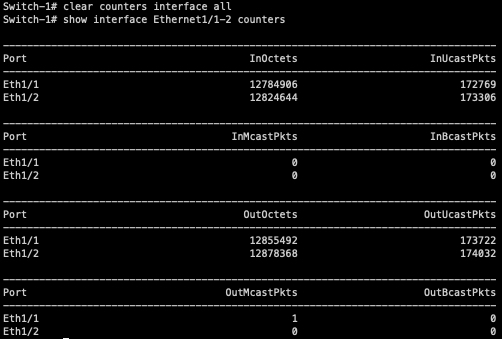 Switch-1# clear counters interface all
Switch-1# show interface Ethernet1/1-2 counters
--------------------------------------------------------------------------------
Port InOctets InUcastPkts
--------------------------------------------------------------------------------
Eth1/1 12784906 172769
Eth1/2 12824644 173306
--------------------------------------------------------------------------------
Port InMcastPkts InBcastPkts
--------------------------------------------------------------------------------
Eth1/1 0 0
Eth1/2 0 0
--------------------------------------------------------------------------------
Port OutOctets OutUcastPkts
--------------------------------------------------------------------------------
Eth1/1 12855492 173722
Eth1/2 12878368 174032
--------------------------------------------------------------------------------
Port OutMcastPkts OutBcastPkts
--------------------------------------------------------------------------------
Eth1/1 1 0
Eth1/2 0 0